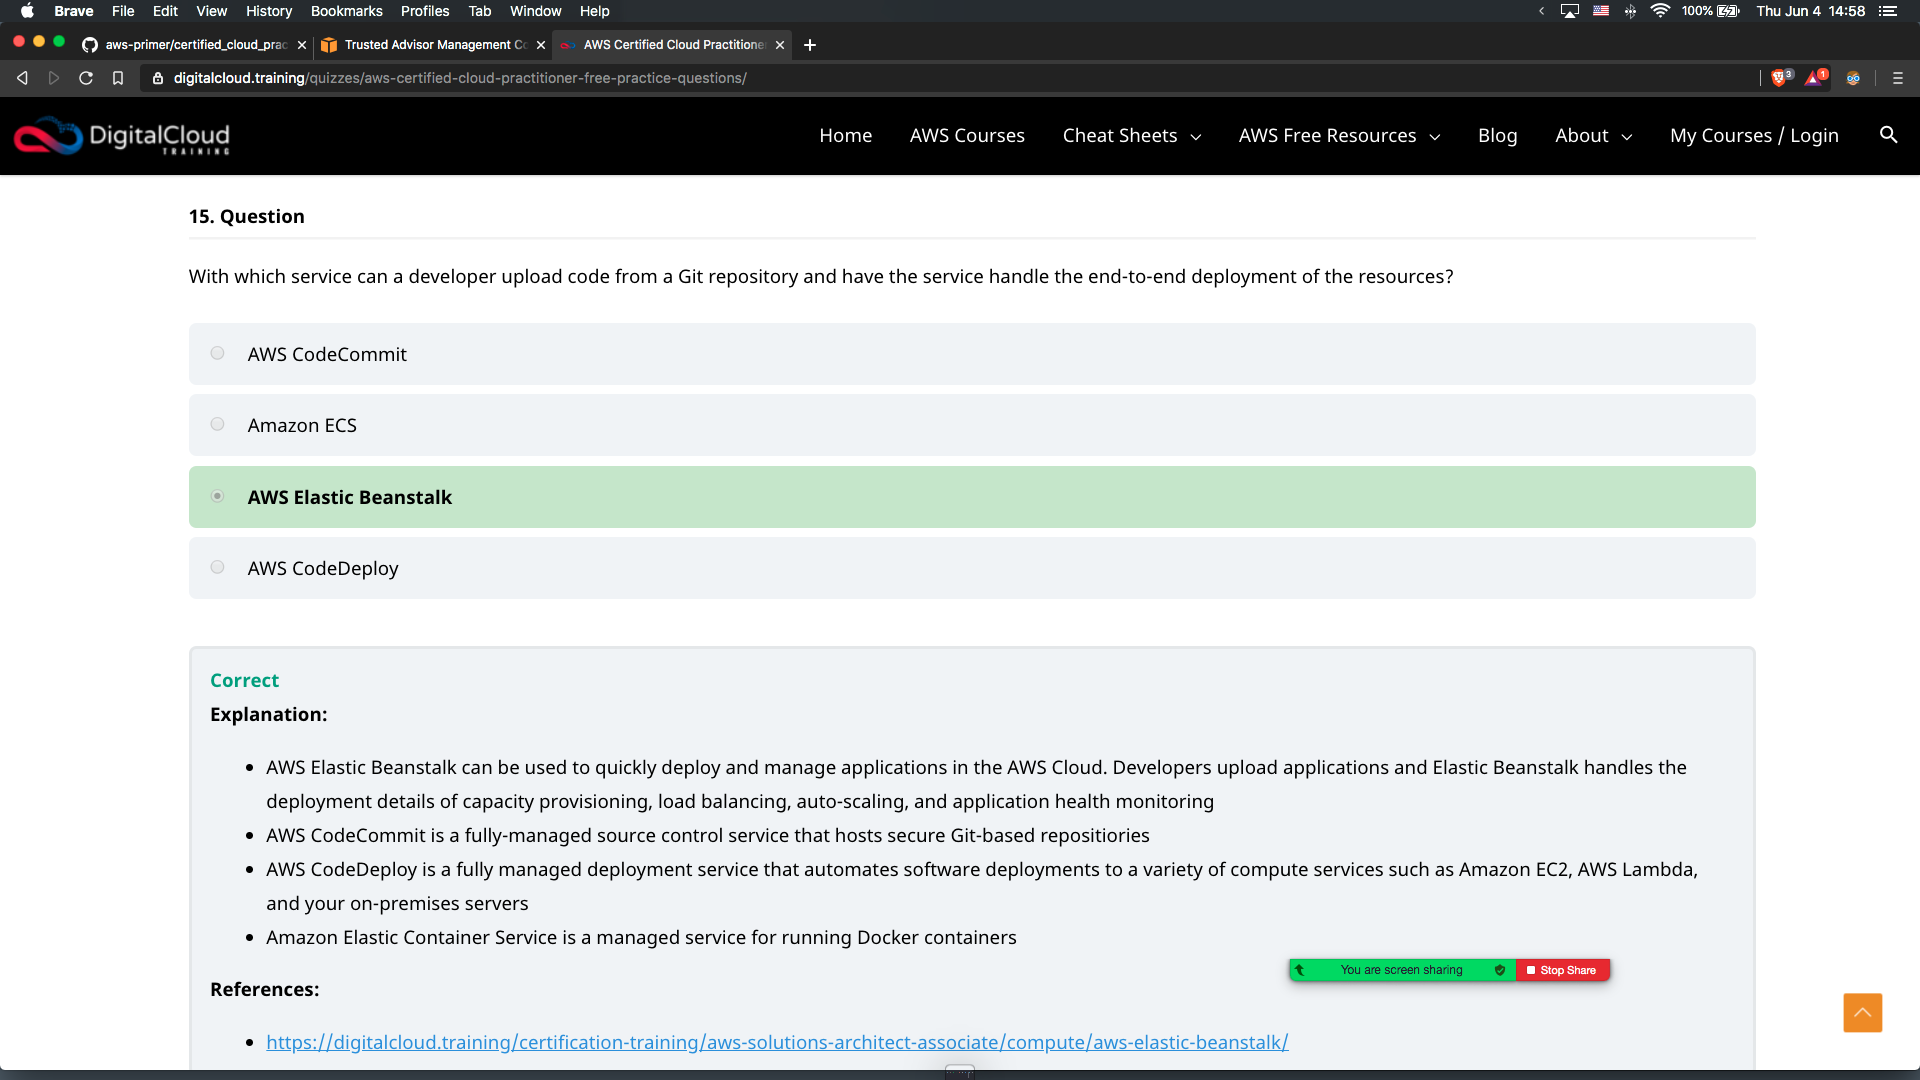 Brave File Edit View History Bookmarks Profiles Tab Window Help 100% Thu Jun 4 14:58
aws-primer/certified_cloud_prac Trusted Advisor Management Co AWS Certified Cloud Practitione
digitalcloud.training/quizzes/aws-certified-cloud-practitioner-free-practice-questions/ 3 1
DigitalCloud
TRAINING
Home AWS Courses Cheat Sheets AWS Free Resources Blog About My Courses / Login
15. Question
With which service can a developer upload code from a Git repository and have the service handle the end-to-end deployment of the resources?
AWS CodeCommit
Amazon ECS
AWS Elastic Beanstalk
AWS CodeDeploy
Correct
Explanation:
• AWS Elastic Beanstalk can be used to quickly deploy and manage applications in the AWS Cloud. Developers upload applications and Elastic Beanstalk handles the
deployment details of capacity provisioning, load balancing, auto-scaling, and application health monitoring
• AWS CodeCommit is a fully-managed source control service that hosts secure Git-based repositiories
• AWS CodeDeploy is a fully managed deployment service that automates software deployments to a variety of compute services such as Amazon EC2, AWS Lambda,
and your on-premises servers
• Amazon Elastic Container Service is a managed service for running Docker containers
You are screen sharing Stop Share
References:
• https://digitalcloud.training/certification-training/aws-solutions-architect-associate/compute/aws-elastic-beanstalk/